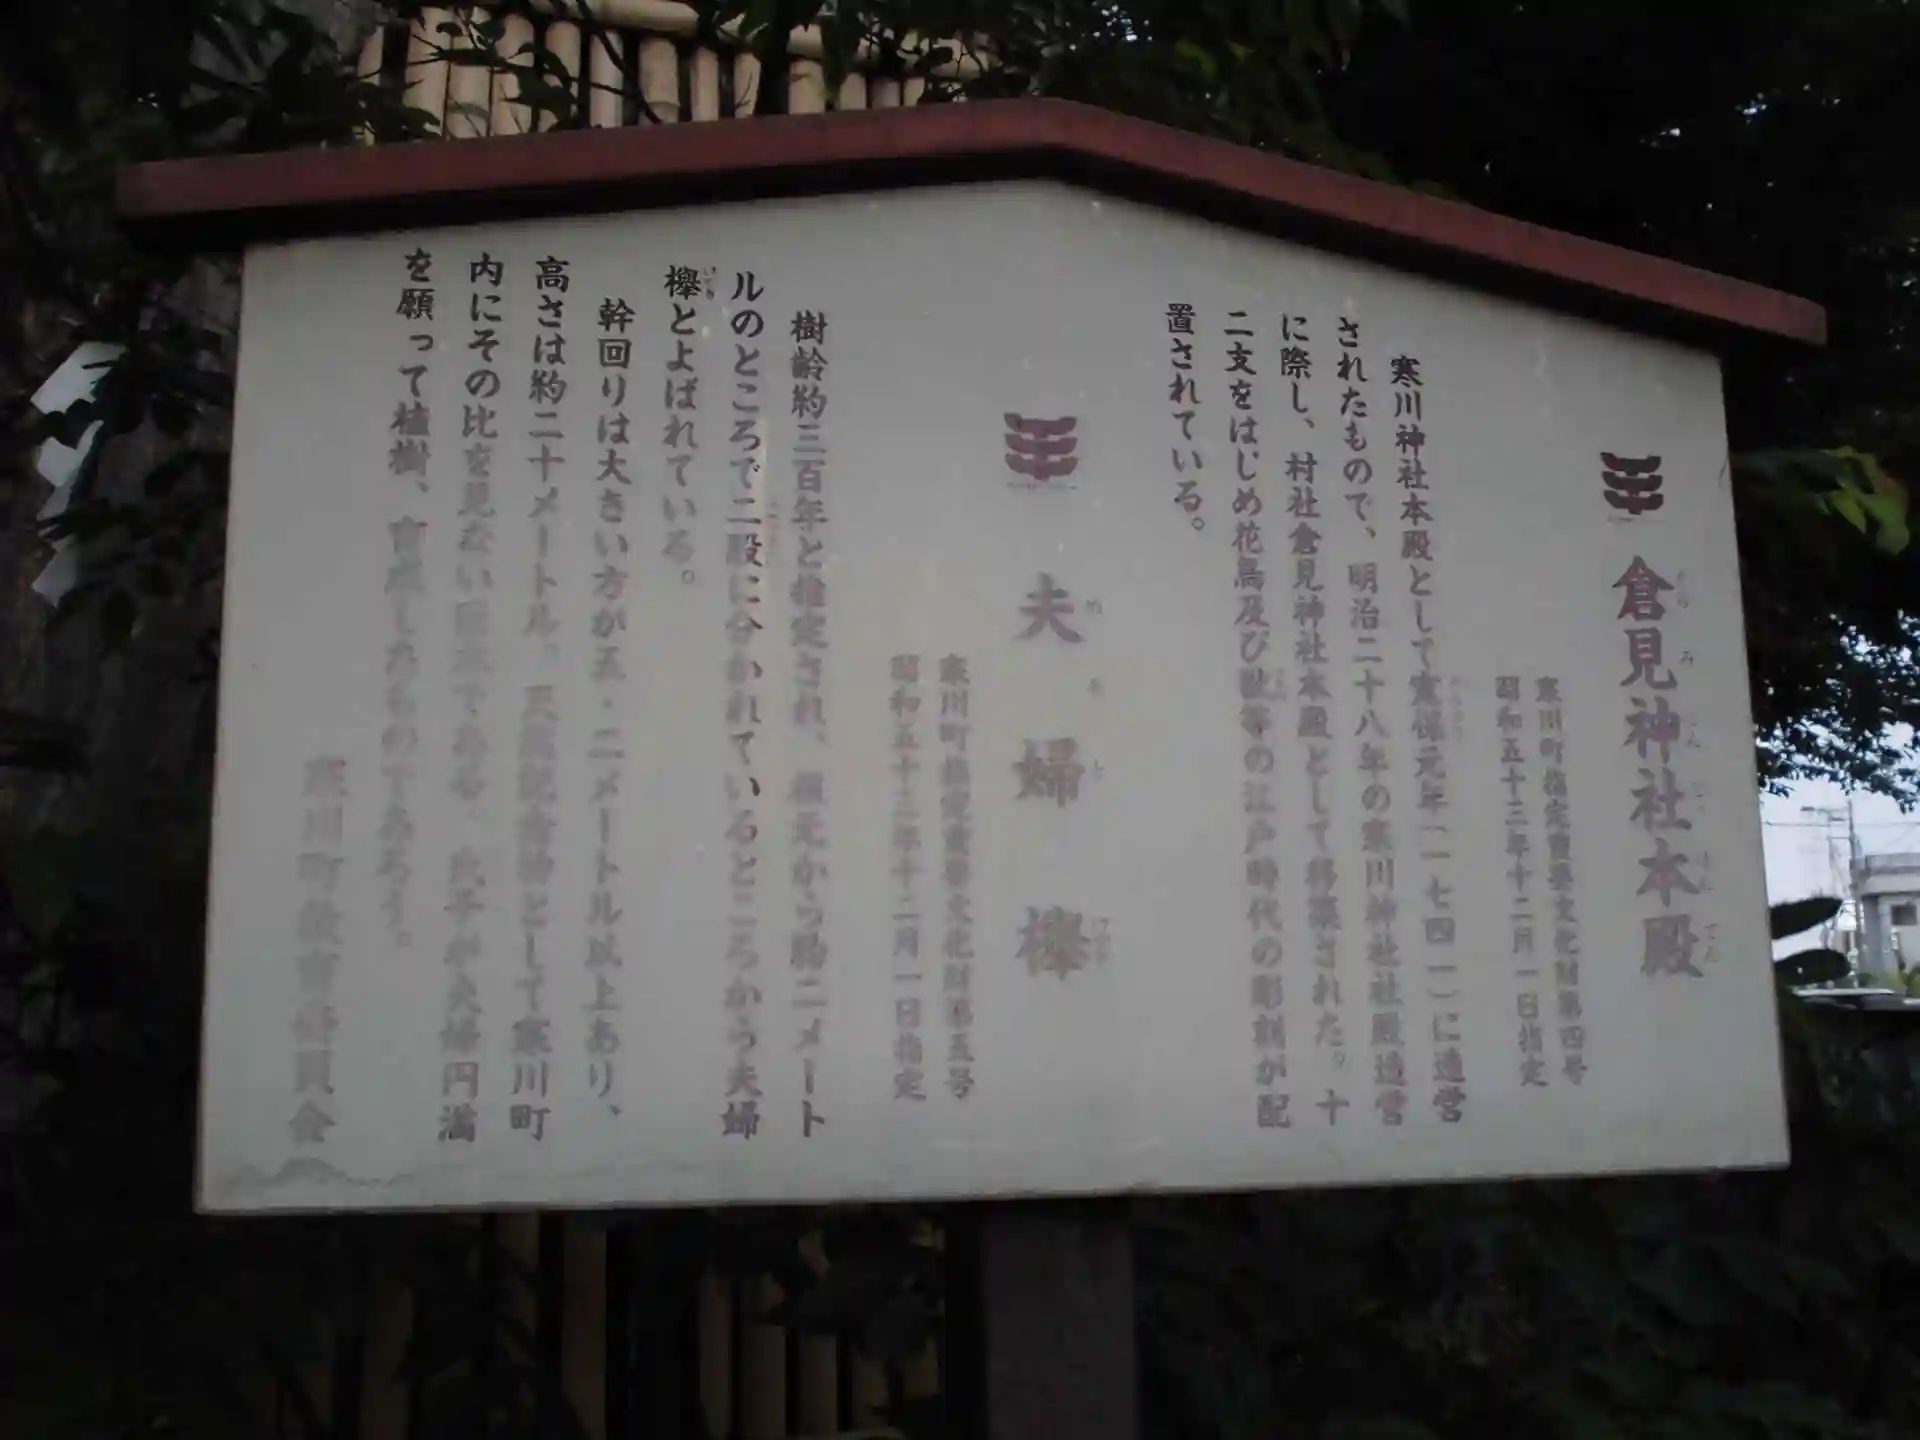 倉見神社本殿
寒川町指定重要文化財第四号
昭和五十三年十二月一日指定
寒川神社本殿として寛保元年(一七四一)に造営
されたもので、明治二十八年の寒川神社社殿造営
に際し、村社倉見神社本殿として移築された。十
二支をはじめ花鳥及び獣等の江戸時代の彫刻が配
置されている。
夫婦欅
寒川町指定重要文化財第五号
昭和五十三年十二月一日指定
樹齢約三百年と推定され、根元から約二メート
ルのところで二股に分かれているところから夫婦
欅とよばれている。
幹回りは大きい方が五・二メートル以上あり、
高さは約二十メートル。天然記念物として寒川町
内にその比を見ない巨木である。氏子が夫婦円満
を願って植樹、育成したものであろう。
寒川町教育委員会